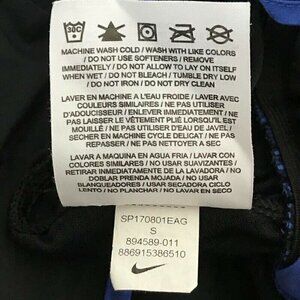 30C
MACHINE WASH COLD / WASH WITH LIKE COLORS
/ DO NOT USE SOFTENERS / REMOVE
IMMEDIATELY / DO NOT ALLOW TO LAY ON ITSELF
WHEN WET / DO NOT BLEACH / TUMBLE DRY LOW
/ DO NOT IRON / DO NOT DRY CLEAN
LAVER EN MACHINE A L'EAU FROIDE / LAVER AVEC
COULEURS SIMILAIRES / NE PAS UTILISER
D'ADOUCISSEUR / ENLEVER IMMÉDIATEMENT / NE
PAS LAISSER LE VÊTEMENT PLIÉ LORSQU'IL EST
MOUILLÉ / NE PAS UTILISER D'EAU DE JAVEL /
SECHER EN MACHINE CYCLE DELICAT / NE PAS
REPASSER / NE PAS NETTOYER A SEC
LAVAR A MAQUINA EN AGUA FRIA / LAVAR CON
COLORES SIMILARES / NO USAR SUAVIZANTES /
RETIRAR INMEDIATAMENTE DE LA LAVADORA / NO
DOBLAR PRENDA MOJADA / NO USAR
BLANQUEADORES / USAR SECADORA CICLO
LENTO / NO PLANCHAR / NO LAVAR EN SECO
SP170801EAG
S
894589-011
886915386510